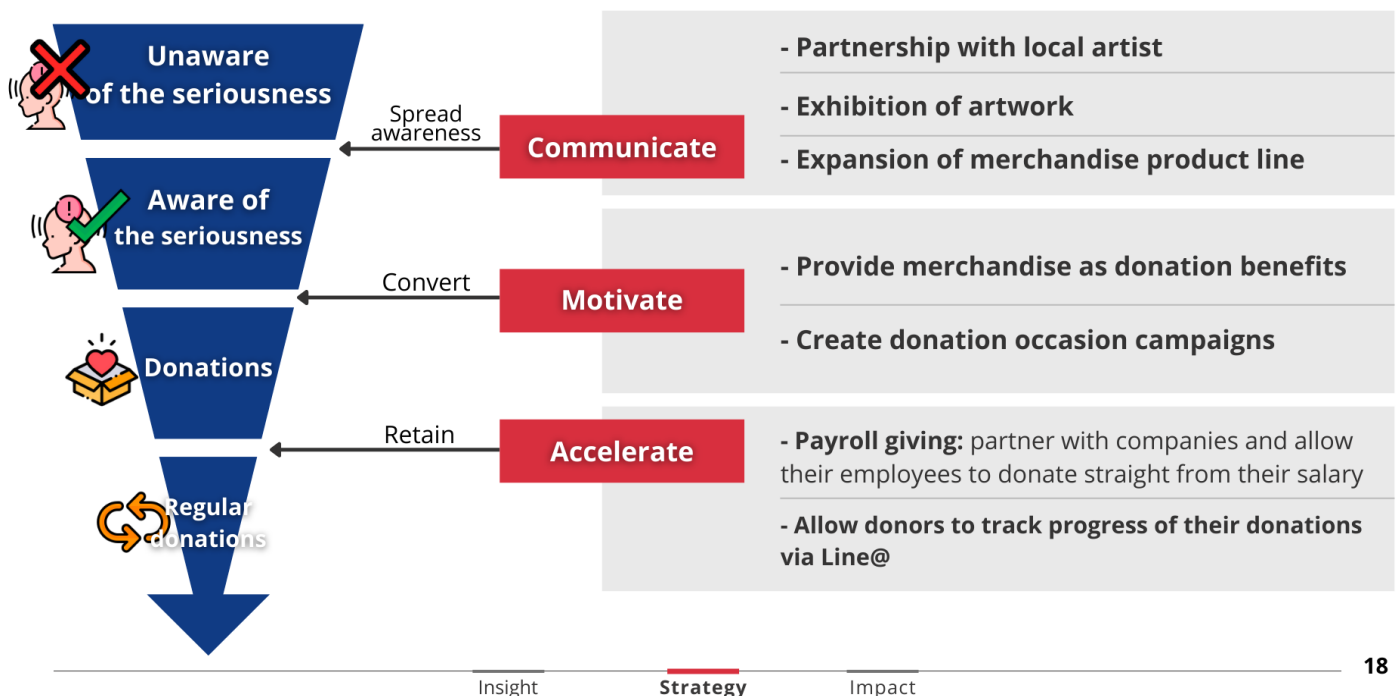 Unaware
of the seriousness
Spread
awareness
Communicate
- Partnership with local artist
- Exhibition of artwork
- Expansion of merchandise product line
Aware of
the seriousness
Convert
Motivate
- Provide merchandise as donation benefits
- Create donation occasion campaigns
Donations
Retain
Accelerate
- Payroll giving: partner with companies and allow
their employees to donate straight from their salary
- Allow donors to track progress of their donations
via Line@
Regular
donations
18
Insight
Strategy
Impact